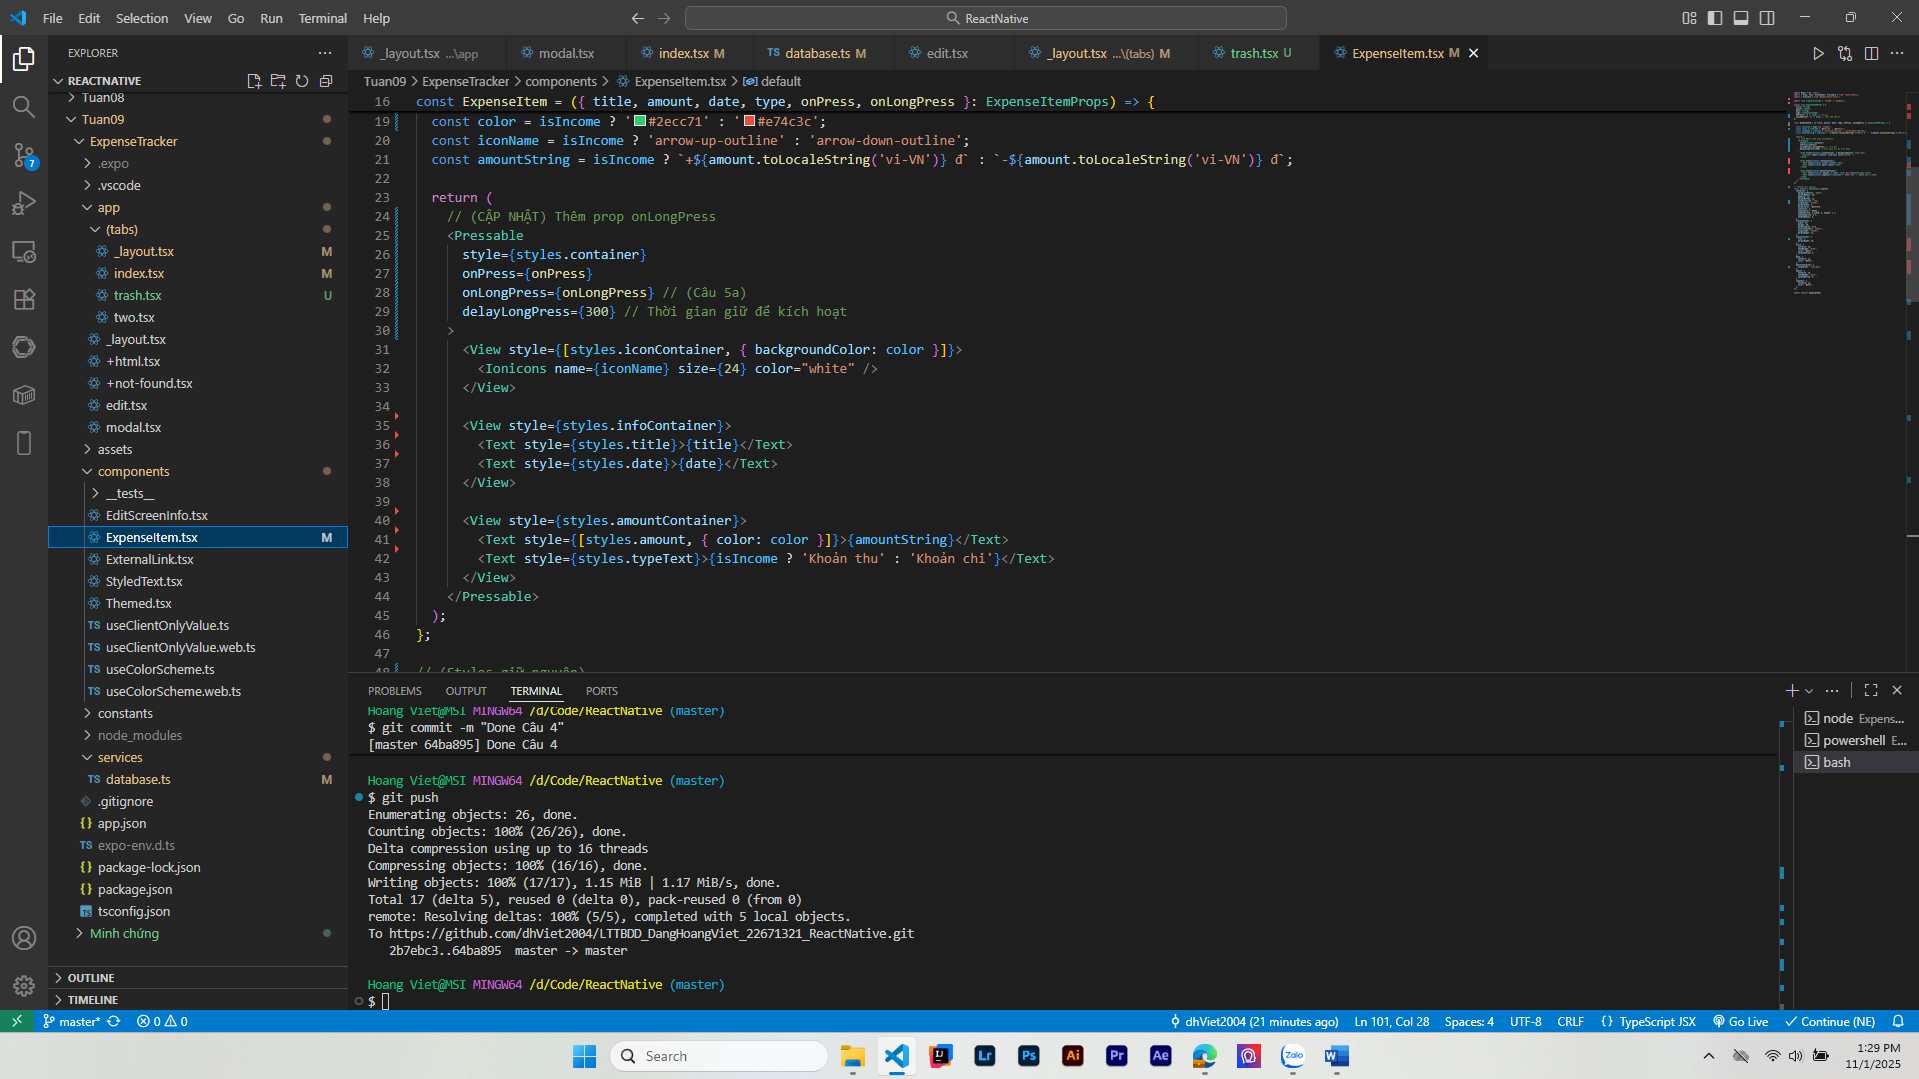 File Edit Selection View Go Run Terminal Help
ReactNative
EXPLORER
REACTNATIVE
Tuan08
Tuan09
ExpenseTracker
.expo
.vscode
app
(tabs)
_layout.tsx M
index.tsx M
trash.tsx U
two.tsx
_layout.tsx
+html.tsx
+not-found.tsx
edit.tsx
modal.tsx
assets
components
__tests__
EditScreenInfo.tsx
ExpenseItem.tsx M
ExternalLink.tsx
StyledText.tsx
Themed.tsx
TS useClientOnlyValue.ts
TS useClientOnlyValue.web.ts
TS useColorScheme.ts
TS useColorScheme.web.ts
constants
node_modules
services
TS database.ts M
.gitignore
{} app.json
TS expo-env.d.ts
{} package-lock.json
{} package.json
tsconfig.json
Minh chứng
OUTLINE
TIMELINE
7
_layout.tsx ...\app modal.tsx index.tsx M TS database.ts M edit.tsx _layout.tsx ...\(tabs) M trash.tsx U ExpenseItem.tsx M
Tuan09 > ExpenseTracker > components > ExpenseItem.tsx > default
16 const ExpenseItem = ({ title, amount, date, type, onPress, onLongPress }: ExpenseItemProps) => {
19 const color = isIncome ? '#2ecc71' : '#e74c3c';
20 const iconName = isIncome ? 'arrow-up-outline' : 'arrow-down-outline';
21 const amountString = isIncome ? `+${amount.toLocaleString('vi-VN')} đ` : `-${amount.toLocaleString('vi-VN')} đ`;
22
23 return (
24 // (CẬP NHẬT) Thêm prop onLongPress
25 <Pressable
26 style={styles.container}
27 onPress={onPress}
28 onLongPress={onLongPress} // (Câu 5a)
29 delayLongPress={300} // Thời gian giữ để kích hoạt
30 >
31 <View style={[styles.iconContainer, { backgroundColor: color }]}>
32 <Ionicons name={iconName} size={24} color="white" />
33 </View>
34
35 <View style={styles.infoContainer}>
36 <Text style={styles.title}>{title}</Text>
37 <Text style={styles.date}>{date}</Text>
38 </View>
39
40 <View style={styles.amountContainer}>
41 <Text style={[styles.amount, { color: color }]}>{amountString}</Text>
42 <Text style={styles.typeText}>{isIncome ? 'Khoản thu' : 'Khoản chi'}</Text>
43 </View>
44 </Pressable>
45 );
46 };
47
48 // (Styles giữ nguyên)
PROBLEMS OUTPUT TERMINAL PORTS
Hoang Viet@MSI MINGW64 /d/Code/ReactNative (master)
$ git commit -m "Done Câu 4"
[master 64ba895] Done Câu 4
Hoang Viet@MSI MINGW64 /d/Code/ReactNative (master)
$ git push
Enumerating objects: 26, done.
Counting objects: 100% (26/26), done.
Delta compression using up to 16 threads
Compressing objects: 100% (16/16), done.
Writing objects: 100% (17/17), 1.15 MiB | 1.17 MiB/s, done.
Total 17 (delta 5), reused 0 (delta 0), pack-reused 0 (from 0)
remote: Resolving deltas: 100% (5/5), completed with 5 local objects.
To https://github.com/dhViet2004/LTTBDD_DangHoangViet_22671321_ReactNative.git
2b7ebc3..64ba895 master -> master
Hoang Viet@MSI MINGW64 /d/Code/ReactNative (master)
$
node Expens...
powershell E...
bash
master* 0 0 dhViet2004 (21 minutes ago) Ln 101, Col 28 Spaces: 4 UTF-8 CRLF {} TypeScript JSX Go Live Continue (NE)
Search
Lr Ps Ai Pr Ae Zalo W
1:29 PM
11/1/2025